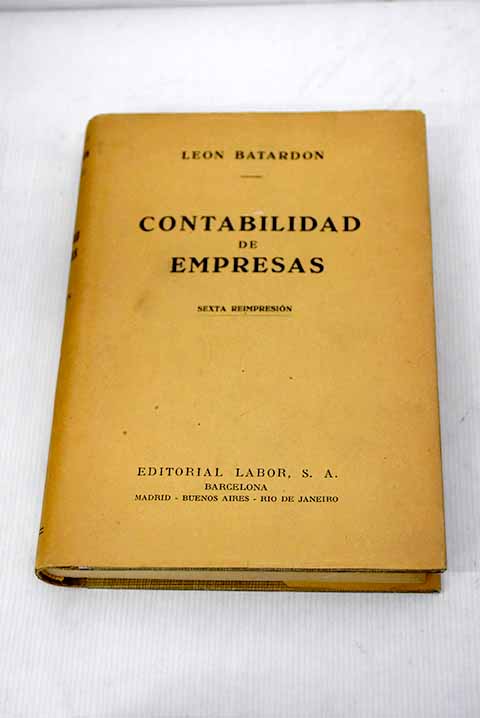 LEON BATARDON
CONTABILIDAD
DE
EMPRESAS
SEXTA REIMPRESIÓN
EDITORIAL LABOR, S. A.
BARCELONA
MADRID - BUENOS AIRES - RIO DE JANEIRO